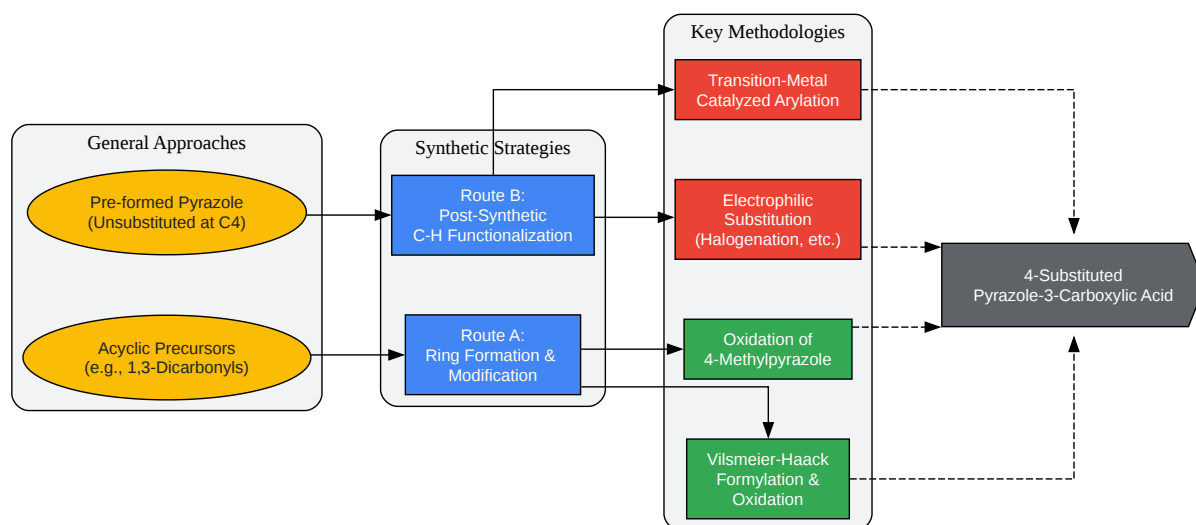 General Approaches
Pre-formed Pyrazole
(Unsubstituted at C4)
Acyclic Precursors
(e.g., 1,3-Dicarbonyls)
Synthetic Strategies
Route B:
Post-Synthetic
C-H Functionalization
Route A:
Ring Formation &
Modification
Key Methodologies
Transition-Metal
Catalyzed Arylation
Electrophilic
Substitution
(Halogenation, etc.)
Oxidation of
4-Methylpyrazole
Vilsmeier-Haack
Formylation &
Oxidation
4-Substituted
Pyrazole-3-Carboxylic Acid